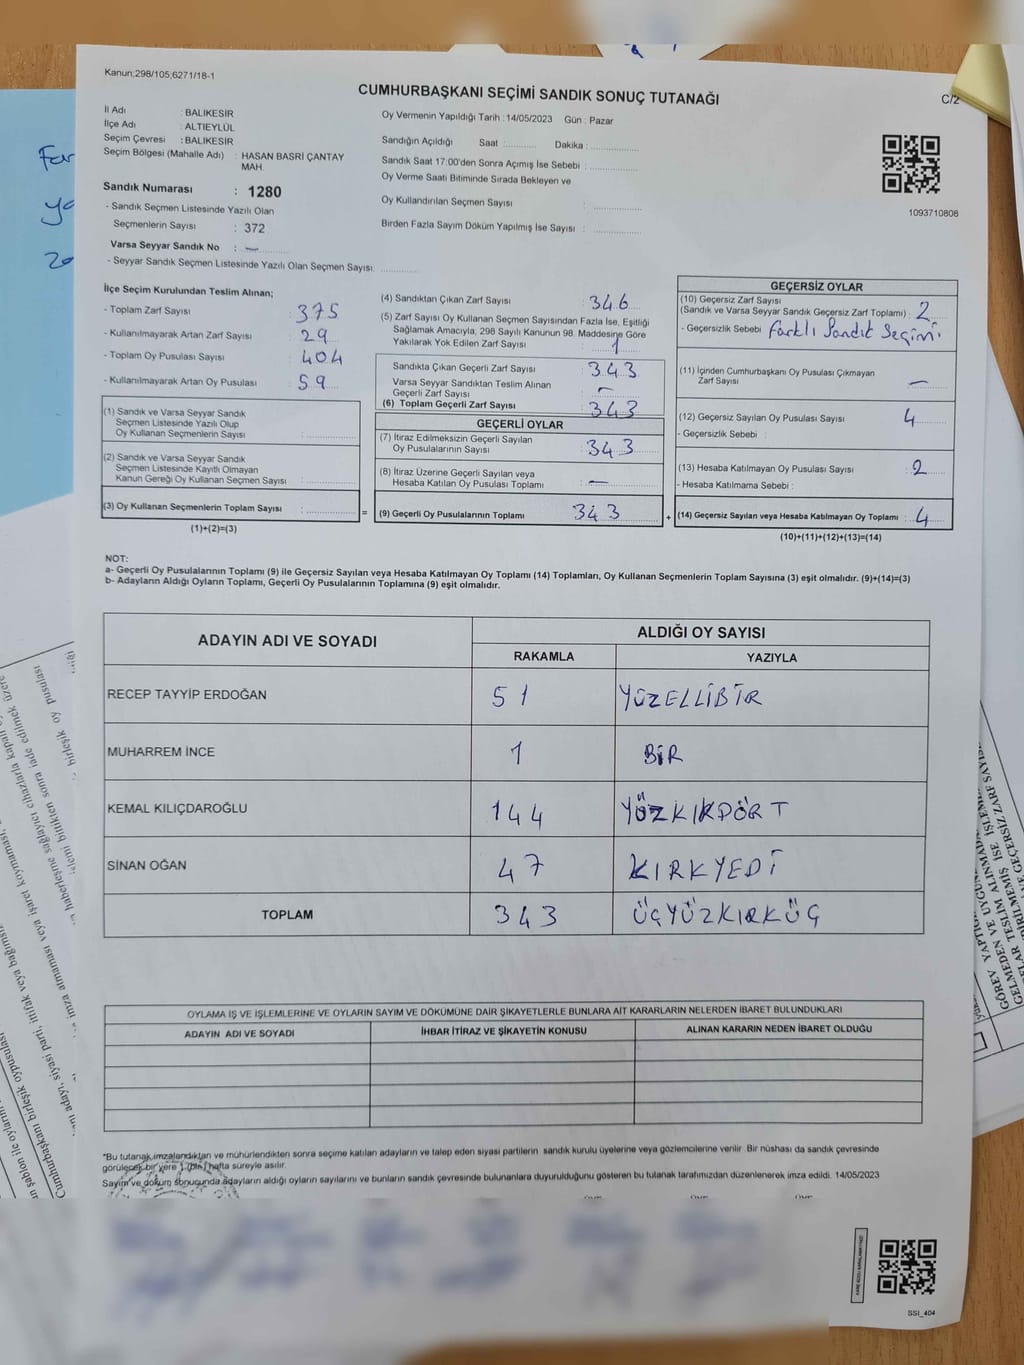 Kanun;298/105,6271/18-1
CUMHURBAŞKANI SEÇİMİ SANDIK SONUÇ TUTANAĞI
C/2
İl Adı : BALIKESİR
İlçe Adı : ALTIEYLÜL
Seçim Çevresi : BALIKESİR
Seçim Bölgesi (Mahalle Adı) : HASAN BASRİ ÇANTAY
MAH.
Sandık Numarası : 1280
- Sandık Seçmen Listesinde Yazılı Olan
Seçmenlerin Sayısı : 372
Varsa Seyyar Sandık No : —
- Seyyar Sandık Seçmen Listesinde Yazılı Olan Seçmen Sayısı:
Oy Vermenin Yapıldığı Tarih : 14/05/2023 Gün : Pazar
Sandığın Açıldığı Saat : Dakika :
Sandık Saat 17:00'den Sonra Açımış İse Sebebi :
Oy Verme Saati Bitiminde Sırada Bekleyen ve
Oy Kullandırılan Seçmen Sayısı :
Birden Fazla Sayım Döküm Yapılmış İse Sayısı :
1093710808
İlçe Seçim Kurulundan Teslim Alınan;
- Toplam Zarf Sayısı : 375
- Kullanılmayarak Artan Zarf Sayısı : 29
- Toplam Oy Pusulası Sayısı : 404
- Kullanılmayarak Artan Oy Pusulası : 59
(1) Sandık ve Varsa Seyyar Sandık
Seçmen Listesinde Yazılı Olup
Oy Kullanan Seçmenlerin Sayısı :
(2) Sandık ve Varsa Seyyar Sandık
Seçmen Listesinde Kayıtlı Olmayan
Kanun Gereği Oy Kullanan Seçmen Sayısı :
(3) Oy Kullanan Seçmenlerin Toplam Sayısı : =
(1)+(2)=(3)
(4) Sandıktan Çıkan Zarf Sayısı : 346
(5) Zarf Sayısı Oy Kullanan Seçmen Sayısından Fazla İse, Eşitliği
Sağlamak Amacıyla, 298 Sayılı Kanunun 98. Maddesine Göre
Yakılarak Yok Edilen Zarf Sayısı : 1
Sandıkta Çıkan Geçerli Zarf Sayısı : 343
Varsa Seyyar Sandıktan Teslim Alınan
Geçerli Zarf Sayısı : —
(6) Toplam Geçerli Zarf Sayısı : 343
GEÇERLİ OYLAR
(7) İtiraz Edilmeksizin Geçerli Sayılan
Oy Pusulalarının Sayısı : 343
(8) İtiraz Üzerine Geçerli Sayılan veya
Hesaba Katılan Oy Pusulası Toplamı : —
(9) Geçerli Oy Pusulalarının Toplamı : 343 +
GEÇERSİZ OYLAR
(10) Geçersiz Zarf Sayısı
(Sandık ve Varsa Seyyar Sandık Geçersiz Zarf Toplamı) : 2
- Geçersizlik Sebebi : Farklı Sandık Seçimi
(11) İçinden Cumhurbaşkanı Oy Pusulası Çıkmayan
Zarf Sayısı : —
(12) Geçersiz Sayılan Oy Pusulası Sayısı : 4
- Geçersizlik Sebebi :
(13) Hesaba Katılmayan Oy Pusulası Sayısı : 2
- Hesaba Katılmama Sebebi :
(14) Geçersiz Sayılan veya Hesaba Katılmayan Oy Toplamı : 4
(10)+(11)+(12)+(13)=(14)
NOT:
a- Geçerli Oy Pusulalarının Toplamı (9) ile Geçersiz Sayılan veya Hesaba Katılmayan Oy Toplamı (14) Toplamları, Oy Kullanan Seçmenlerin Toplam Sayısına (3) eşit olmalıdır. (9)+(14)=(3)
b- Adayların Aldığı Oyların Toplamı, Geçerli Oy Pusulalarının Toplamına (9) eşit olmalıdır.
ADAYIN ADI VE SOYADI ALDIĞI OY SAYISI
RAKAMLA YAZIYLA
RECEP TAYYİP ERDOĞAN 51 YÜZELLİBİR
MUHARREM İNCE 1 BİR
KEMAL KILIÇDAROĞLU 144 YÜZKIRDÖRT
SİNAN OĞAN 47 KIRKYEDİ
TOPLAM 343 ÜÇYÜZKIRKÜÇ
OYLAMA İŞ VE İŞLEMLERİNE VE OYLARIN SAYIM VE DÖKÜMÜNE DAİR ŞİKAYETLERLE BUNLARA AİT KARARLARIN NELERDEN İBARET BULUNDUKLARI
ADAYIN ADI VE SOYADI İHBAR İTİRAZ VE ŞİKAYETİN KONUSU ALINAN KARARIN NEDEN İBARET OLDUĞU
*Bu tutanak imzalandıktan ve mühürlendikten sonra seçime katılan adayların ve talep eden siyasi partilerin sandık kurulu üyelerine veya gözlemcilerine verilir. Bir nüshası da sandık çevresinde
görülecek bir yere 1 (bir) hafta süreyle asılır.
Sayım ve döküm sonucunda adayların aldığı oyların sayılarını ve bunların sandık çevresinde bulunanlara duyurulduğunu gösteren bu tutanak tarafımızdan düzenlenerek imza edildi. 14/05/2023
SSI_404